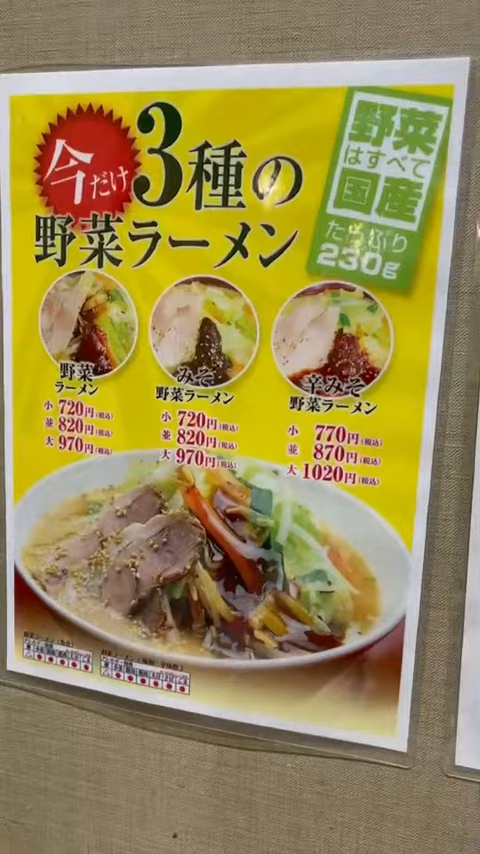 今だけ
3種の
野菜ラーメン
野菜
はすべて
国産
たっぷり
230g
野菜
ラーメン
小 720円(税込)
並 820円(税込)
大 970円(税込)
みそ
野菜ラーメン
小 720円(税込)
並 820円(税込)
大 970円(税込)
辛みそ
野菜ラーメン
小 770円(税込)
並 870円(税込)
大 1020円(税込)